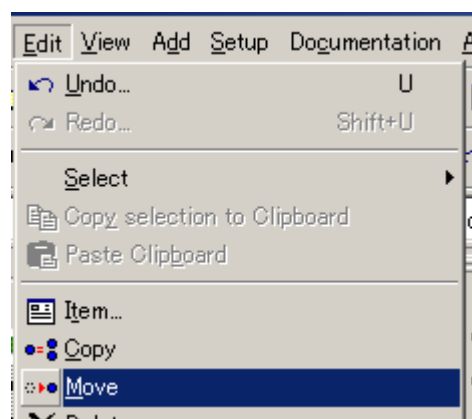 Edit View Add Setup Documentation
Undo... U
Redo... Shift+U
Select
Copy selection to Clipboard
Paste Clipboard
Item...
Copy
Move